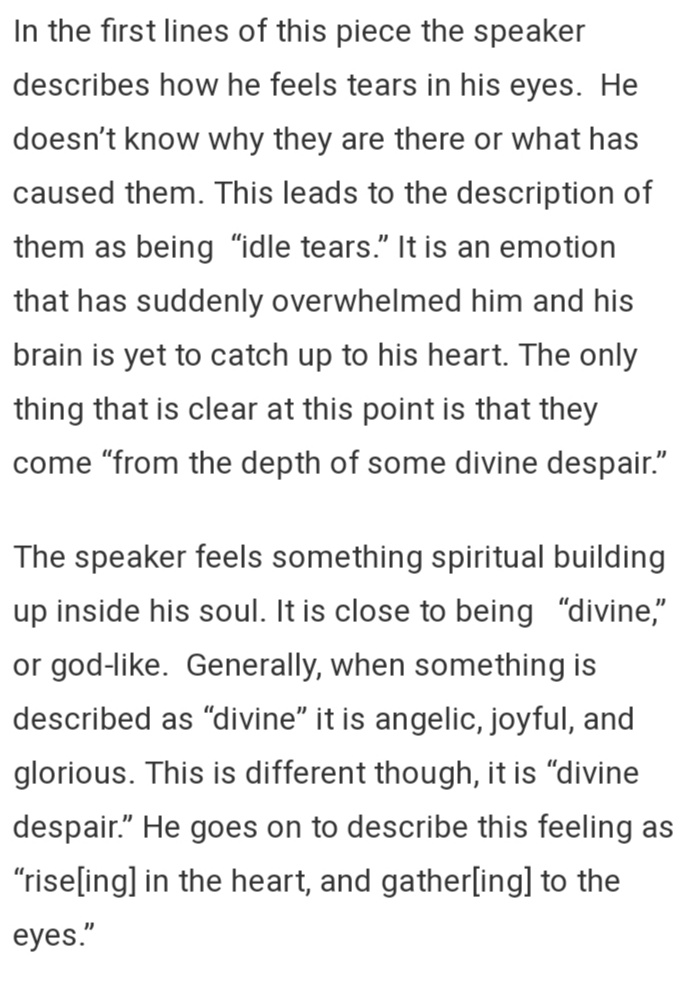 In the first lines of this piece the speaker
describes how he feels tears in his eyes.  He
doesn’t know why they are there or what has
caused them. This leads to the description of
them as being  “idle tears.” It is an emotion
that has suddenly overwhelmed him and his
brain is yet to catch up to his heart. The only
thing that is clear at this point is that they
come “from the depth of some divine despair.”
The speaker feels something spiritual building
up inside his soul. It is close to being   “divine,”
or god-like.  Generally, when something is
described as “divine” it is angelic, joyful, and
glorious. This is different though, it is “divine
despair.” He goes on to describe this feeling as
“rise[ing] in the heart, and gather[ing] to the
eyes.”